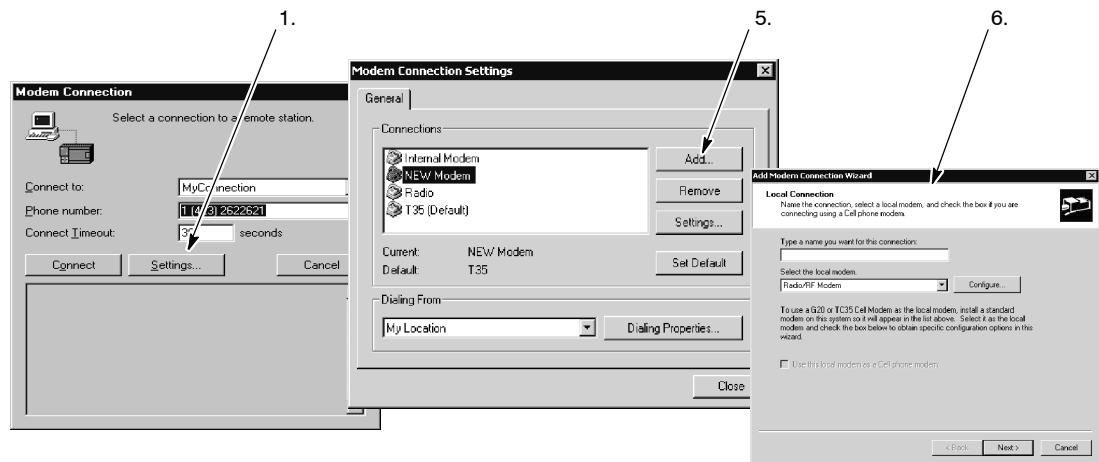 1.
5.
6.
Modem Connection
Select a connection to a remote station.
Connect to:
MyConnection
Phone number:
Connect Timeout:
seconds
Connect
Settings...
Cancel
Modem Connection Settings
General
Connections
Internal Modem
NEW Modem
Radio
T35 (Default)
Add...
Remove
Settings...
Set Default
Current:
NEW Modem
Default:
T35
Dialing From
My Location
Dialing Properties...
Close
Add Modem Connection Wizard
Local Connection
Name the connection, select a local modem, and check the box if you are
connecting using a Cell phone modem.
Type a name you want for this connection:
Select the local modem.
Radio/RF Modem
Configure...
To use a G20 or TC35 Cell Modem as the local modem, install a standard
modem on this system so it will appear in the list above. Select it as the local
modem and check the box below to obtain specific configuration options in this
wizard.
Use this local modem as a Cell phone modem
< Back
Next >
Cancel